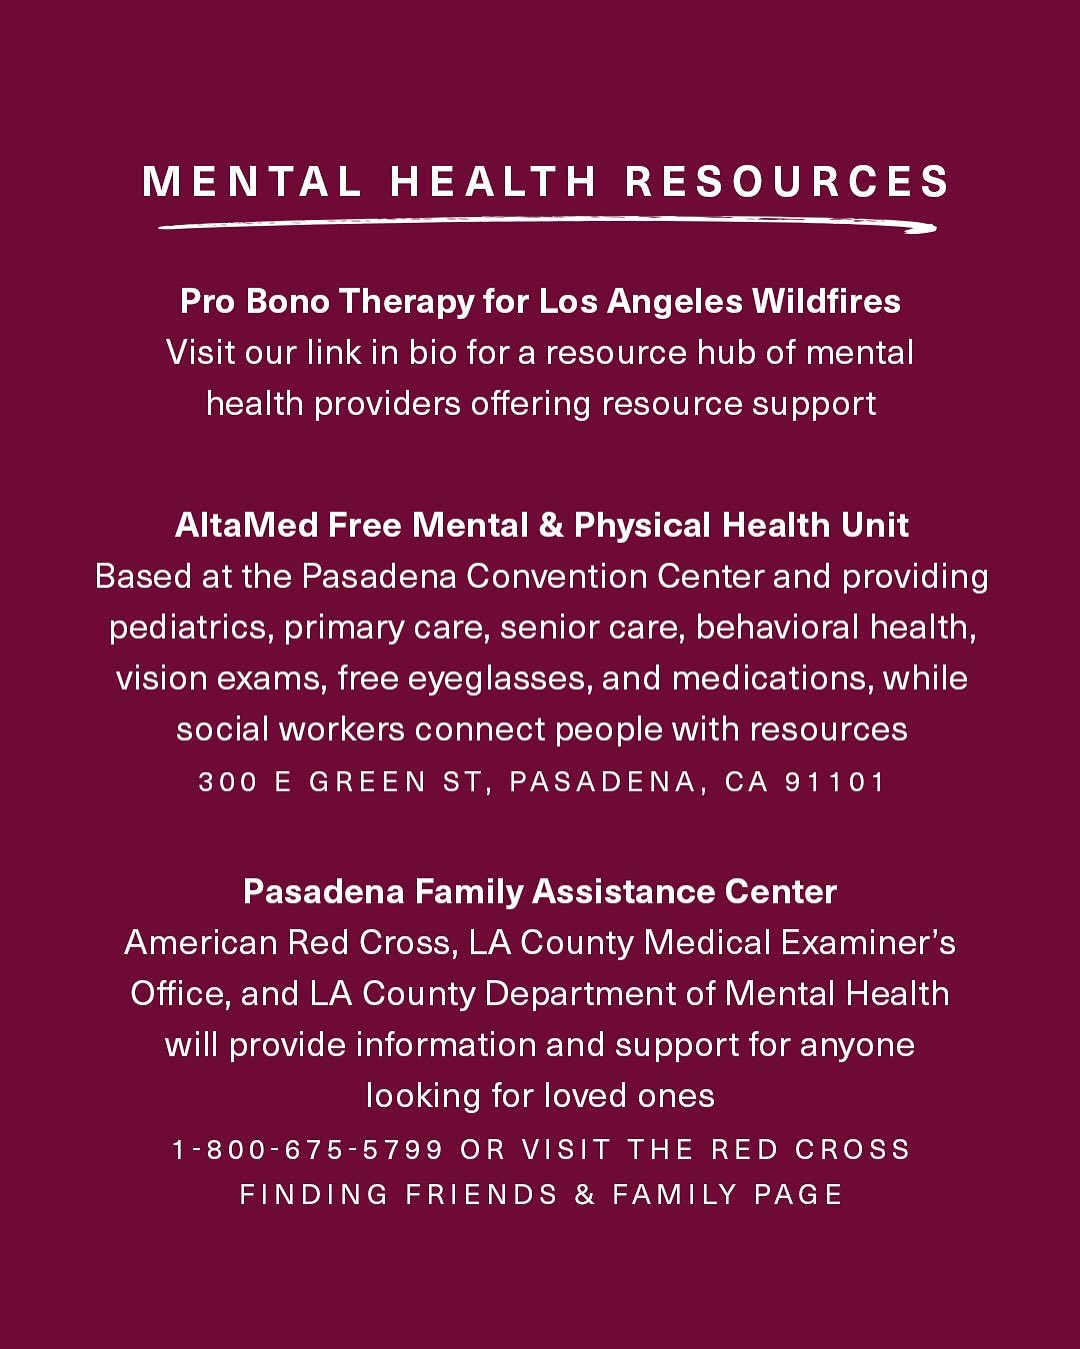 MENTAL HEALTH RESOURCES
Pro Bono Therapy for Los Angeles Wildfires
Visit our link in bio for a resource hub of mental
health providers offering resource support
AltaMed Free Mental & Physical Health Unit
Based at the Pasadena Convention Center and providing
pediatrics, primary care, senior care, behavioral health,
vision exams, free eyeglasses, and medications, while
social workers connect people with resources
300 E GREEN ST, PASADENA, CA 91101
Pasadena Family Assistance Center
American Red Cross, LA County Medical Examiner’s
Office, and LA County Department of Mental Health
will provide information and support for anyone
looking for loved ones
1-800-675-5799 OR VISIT THE RED CROSS
FINDING FRIENDS & FAMILY PAGE